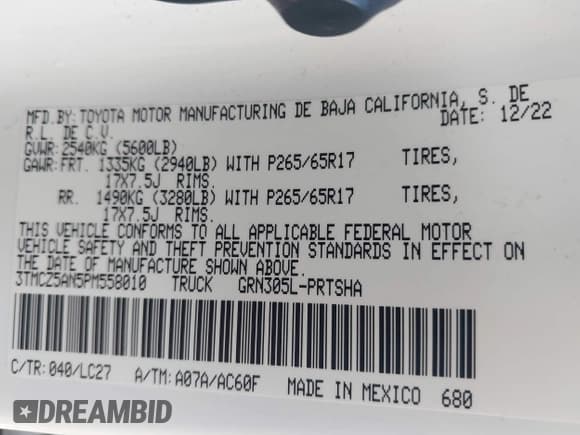 MFD.BY:TOYOTA MOTOR MANUFACTURING DE BAJA CALIFORNIA, S. DE
R.L. DE C.V. DATE: 12/22
GVWR:2540KG (5600LB)
GAWR:FRT. 1335KG (2940LB) WITH P265/65R17 TIRES,
17X7.5J RIMS.
RR. 1490KG (3280LB) WITH P265/65R17 TIRES,
17X7.5J RIMS.
THIS VEHICLE CONFORMS TO ALL APPLICABLE FEDERAL MOTOR
VEHICLE SAFETY AND THEFT PREVENTION STANDARDS IN EFFECT ON
THE DATE OF MANUFACTURE SHOWN ABOVE.
3TMCZ5AN5PM558010 TRUCK GRN305L-PRTSHA
C/TR:040/LC27 A/TM:A07A/AC60F MADE IN MEXICO 680
DREAMBID